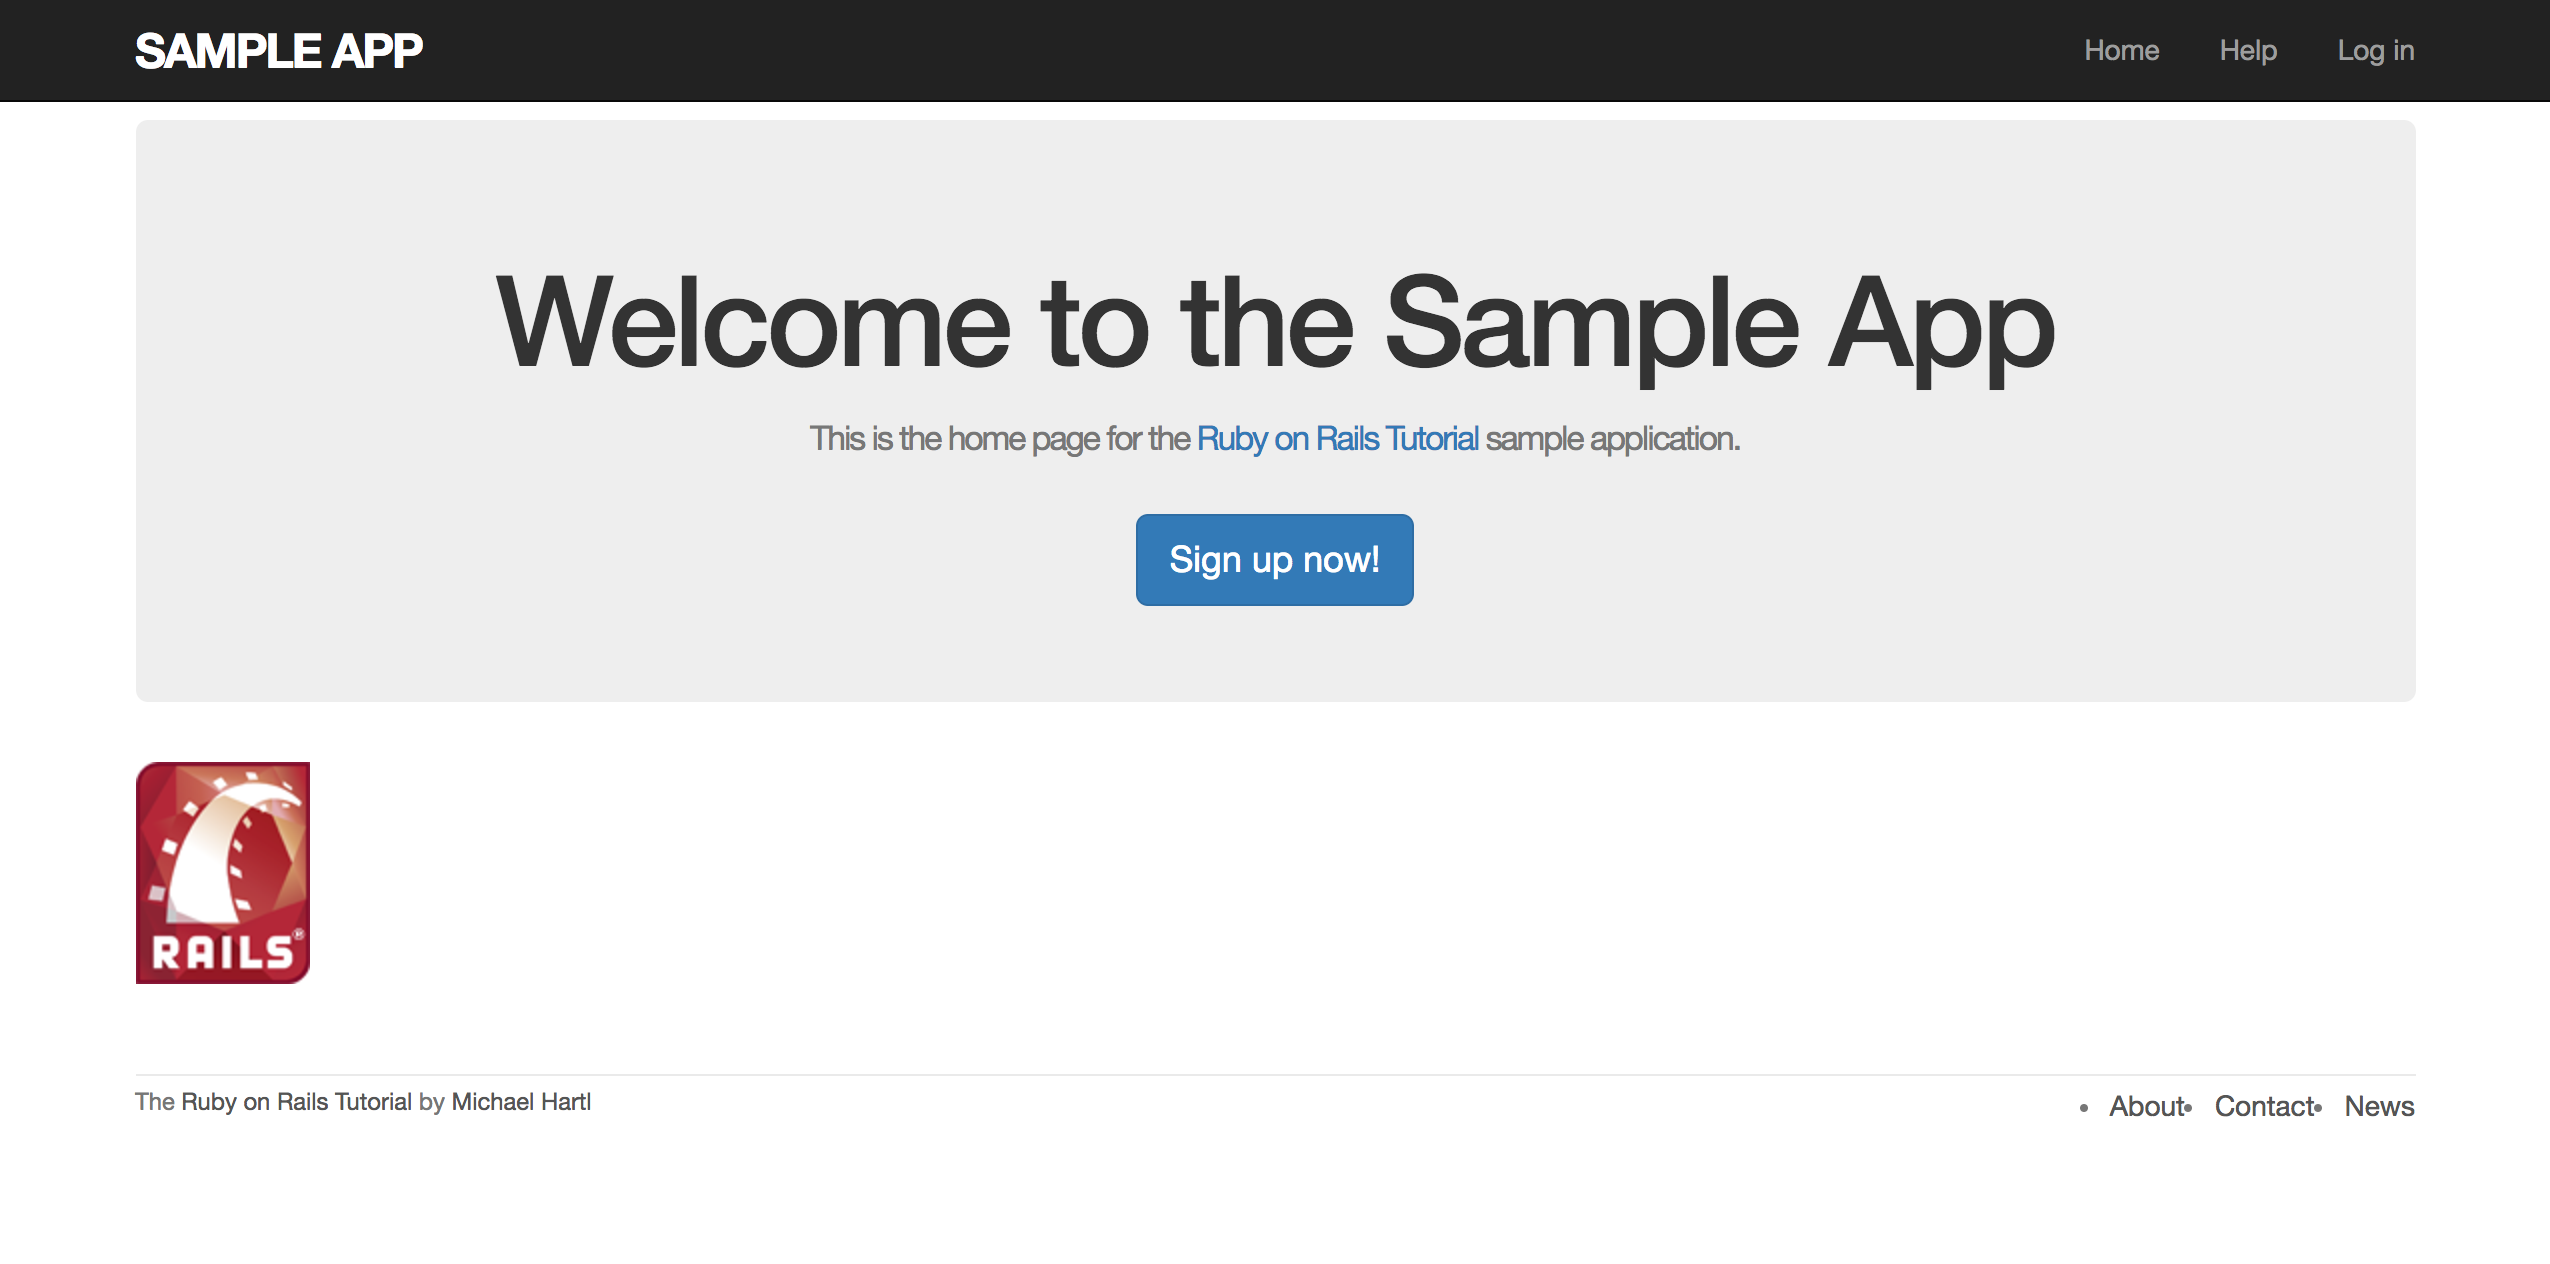 SAMPLE APP Home Help Log in
Welcome to the Sample App
This is the home page for the Ruby on Rails Tutorial sample application.
Sign up now!
RAILS®
The Ruby on Rails Tutorial by Michael Hartl • About • Contact • News